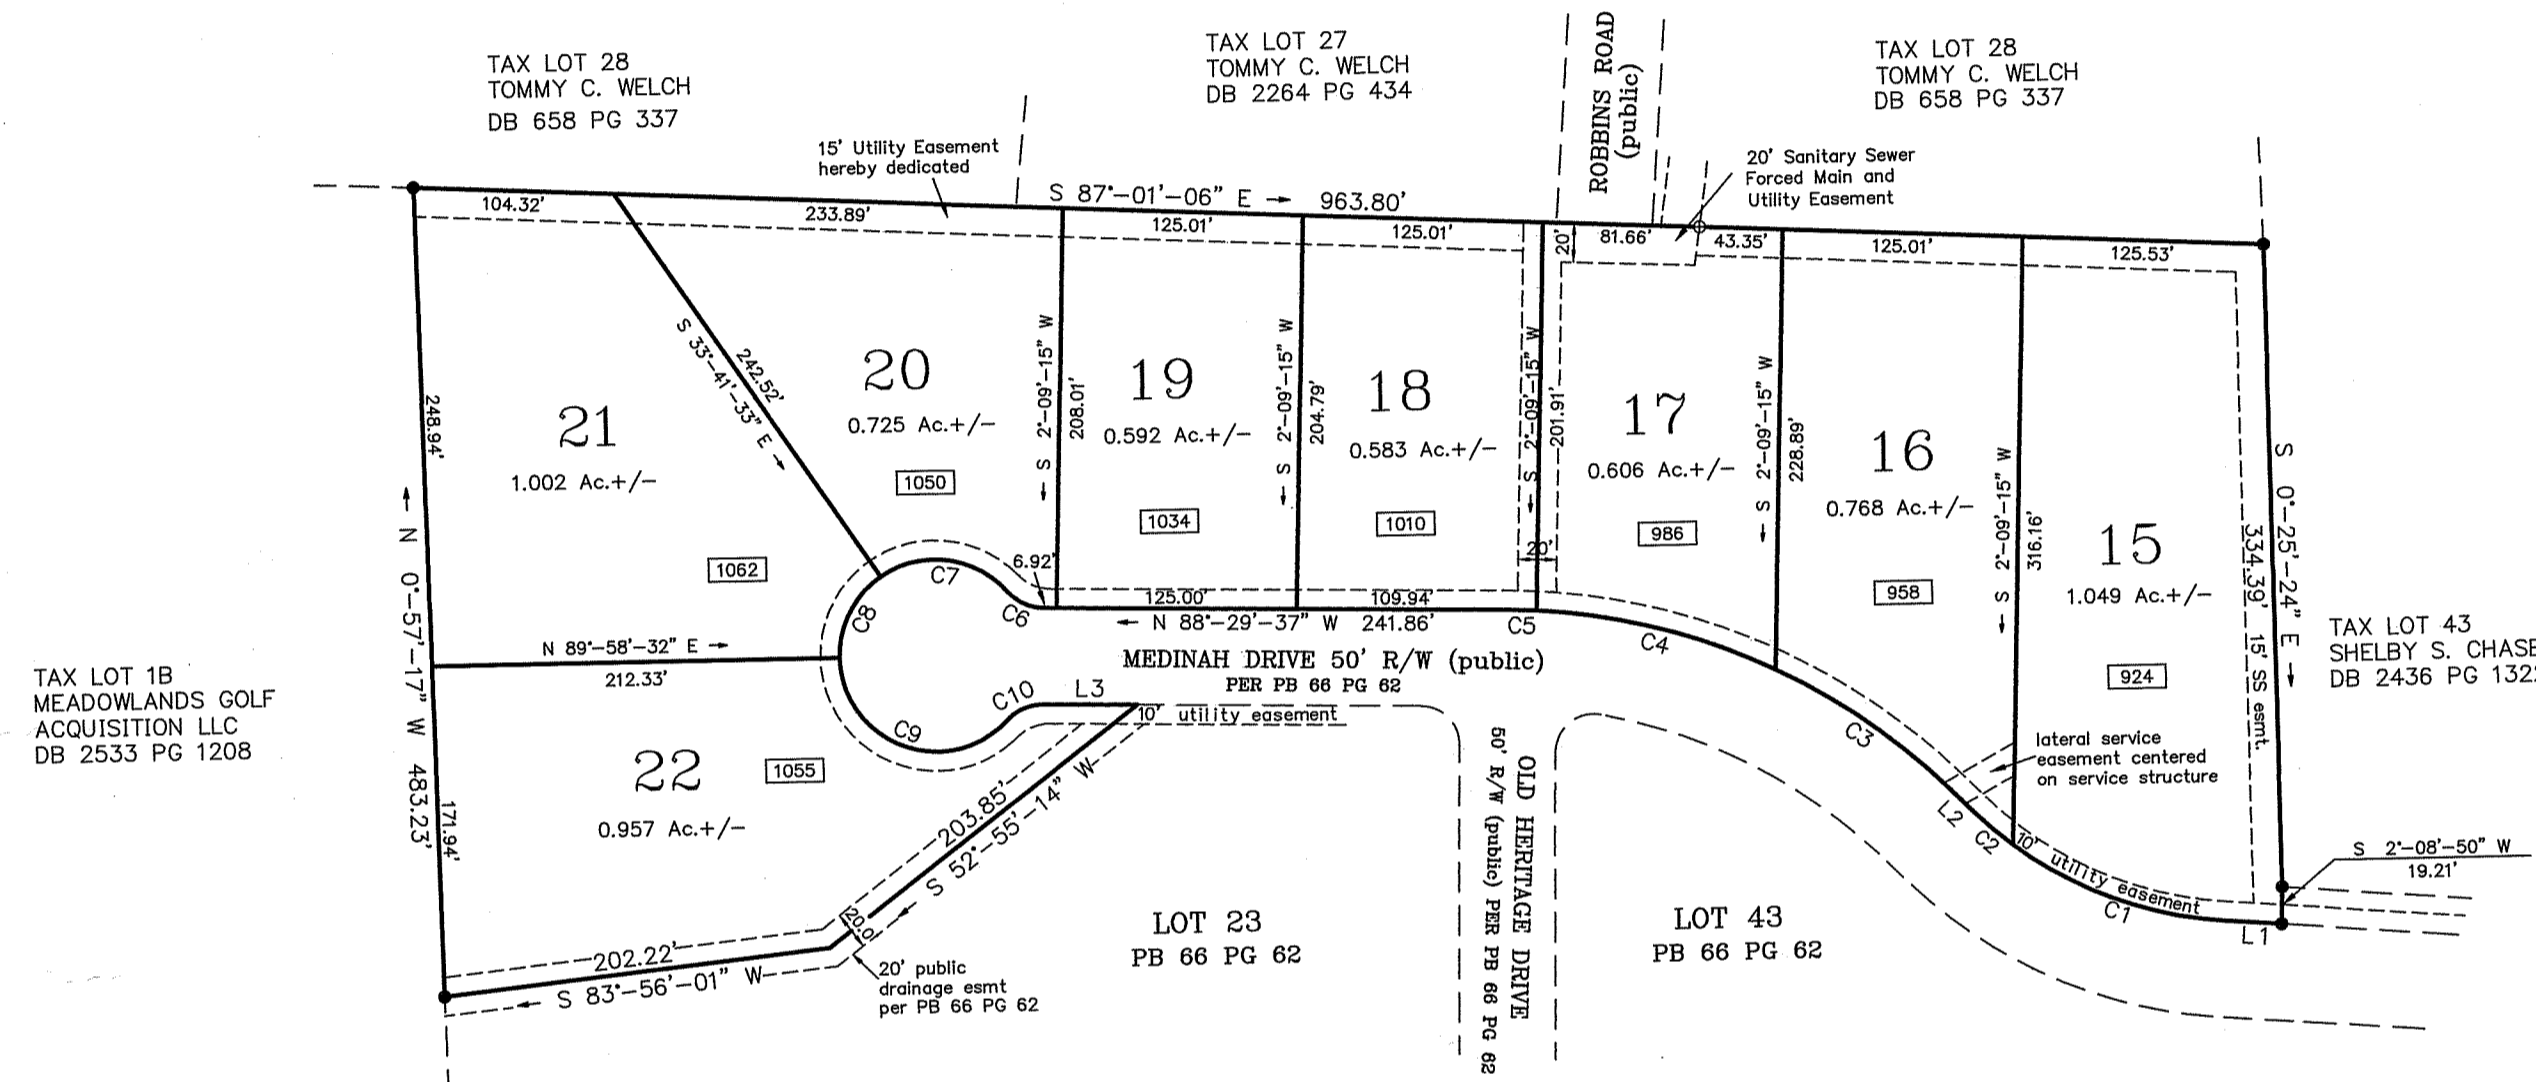 TAX LOT 28
TOMMY C. WELCH
DB 658 PG 337
TAX LOT 27
TOMMY C. WELCH
DB 2264 PG 434
ROBBINS ROAD
(public)
TAX LOT 28
TOMMY C. WELCH
DB 658 PG 337
15' Utility Easement
hereby dedicated
20' Sanitary Sewer
Forced Main and
Utility Easement
S 87°-01'-06" E → 963.80'
104.32'
233.89'
125.01'
125.01'
20'
81.66'
43.35'
125.01'
125.53'
248.94'
21
1.002 Ac.+/-
1062
242.52'
S 33°-41'-33" E →
20
0.725 Ac.+/-
1050
← S 2°-09'-15" W
208.01'
19
0.592 Ac.+/-
1034
← S 2°-09'-15" W
204.79'
18
0.583 Ac.+/-
1010
← S 2°-09'-15" W
201.91'
20'
17
0.606 Ac.+/-
986
← S 2°-09'-15" W
228.89'
16
0.768 Ac.+/-
958
← S 2°-09'-15" W
316.16'
15
1.049 Ac.+/-
924
334.39'
15' SS esmt.
S 0°-25'-24" E →
TAX LOT 43
SHELBY S. CHASE
DB 2436 PG 132
C7
C8
C6
6.92'
125.00'
109.94'
← N 88°-29'-37" W 241.86'
C5
C4
C3
MEDINAH DRIVE 50' R/W (public)
PER PB 66 PG 62
N 89°-58'-32" E →
212.33'
← N 0°-57'-17" W 483.23'
TAX LOT 1B
MEADOWLANDS GOLF
ACQUISITION LLC
DB 2533 PG 1208
C9
C10
L3
10' utility easement
22
1055
0.957 Ac.+/-
171.94'
203.85'
← S 52°-55'-14" W
20.0'
202.22'
← S 83°-56'-01" W
20' public
drainage esmt
per PB 66 PG 62
LOT 23
PB 66 PG 62
OLD HERITAGE DRIVE
50' R/W (public) PER PB 66 PG 62
LOT 43
PB 66 PG 62
lateral service
easement centered
on service structure
L2
C2
10' utility easement
C1
L1
S 2°-08'-50" W
19.21'